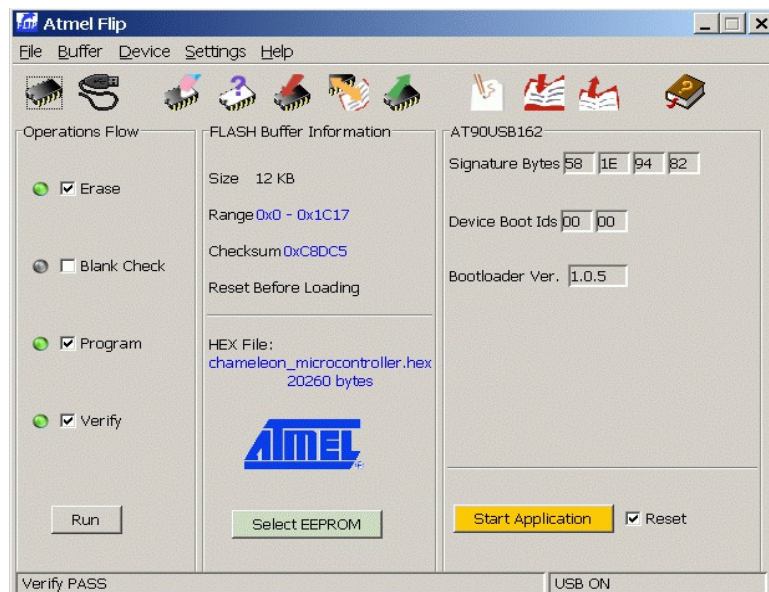 Atmel Flip
File Buffer Device Settings Help
Operations Flow
Erase
Blank Check
Program
Verify
Run
FLASH Buffer Information
Size 12 KB
Range 0x0 - 0x1C17
Checksum 0xC8DC5
Reset Before Loading
HEX File:
chameleon_microcontroller.hex
20260 bytes
ATMEL
Select EEPROM
AT90USB162
Signature Bytes 58 1E 94 82
Device Boot Ids 00 00
Bootloader Ver. 1.0.5
Start Application Reset
Verify PASS USB ON